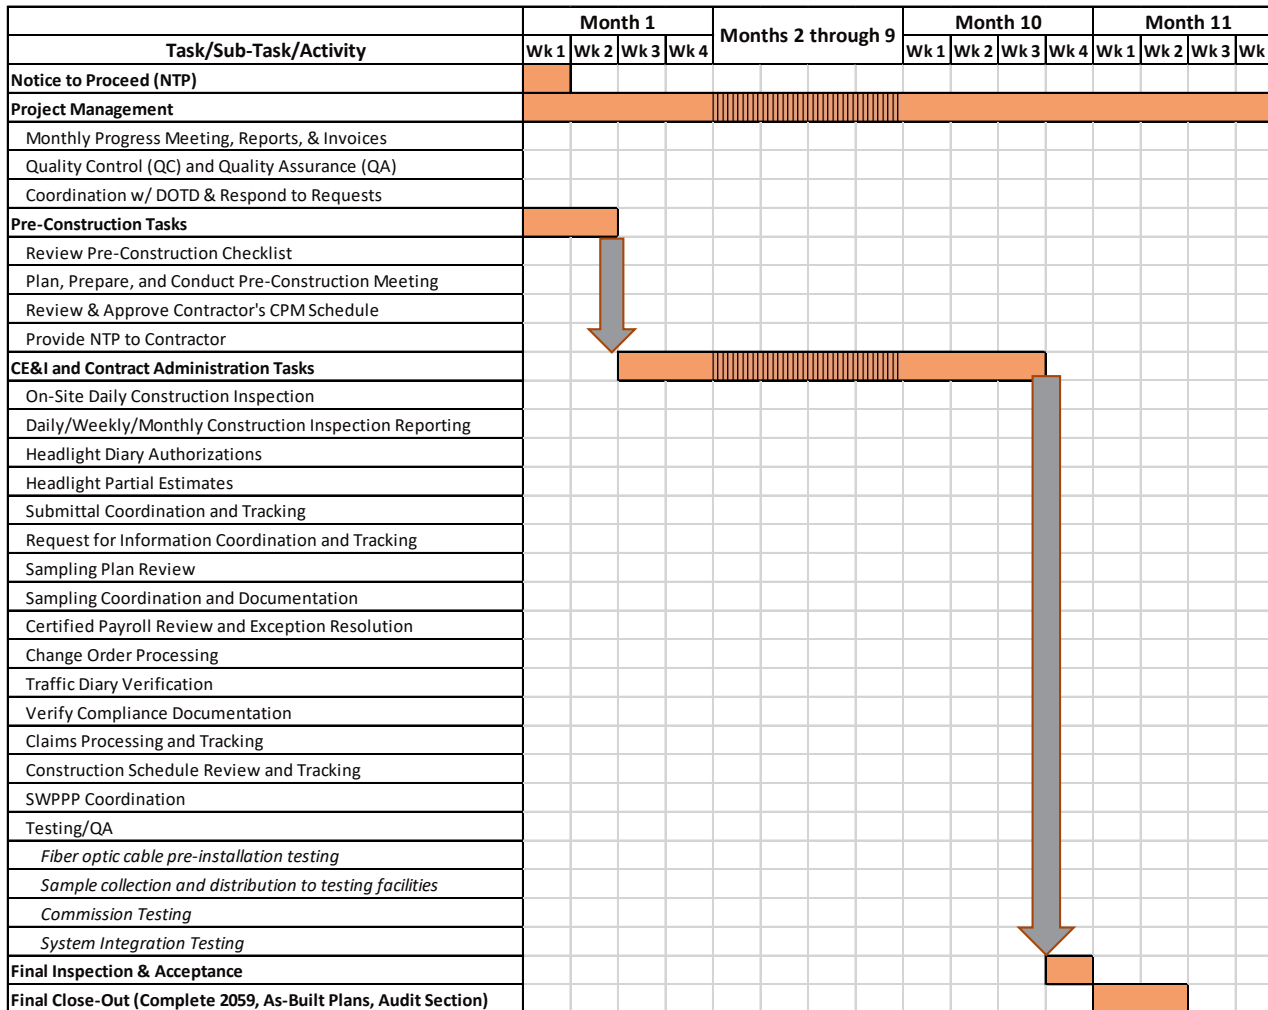 Month 1 Months 2 through 9 Month 10 Month 11
Task/Sub-Task/Activity Wk 1 Wk 2 Wk 3 Wk 4 Wk 1 Wk 2 Wk 3 Wk 4 Wk 1 Wk 2 Wk 3 Wk
Notice to Proceed (NTP)
Project Management
Monthly Progress Meeting, Reports, & Invoices
Quality Control (QC) and Quality Assurance (QA)
Coordination w/ DOTD & Respond to Requests
Pre-Construction Tasks
Review Pre-Construction Checklist
Plan, Prepare, and Conduct Pre-Construction Meeting
Review & Approve Contractor's CPM Schedule
Provide NTP to Contractor
CE&I and Contract Administration Tasks
On-Site Daily Construction Inspection
Daily/Weekly/Monthly Construction Inspection Reporting
Headlight Diary Authorizations
Headlight Partial Estimates
Submittal Coordination and Tracking
Request for Information Coordination and Tracking
Sampling Plan Review
Sampling Coordination and Documentation
Certified Payroll Review and Exception Resolution
Change Order Processing
Traffic Diary Verification
Verify Compliance Documentation
Claims Processing and Tracking
Construction Schedule Review and Tracking
SWPPP Coordination
Testing/QA
Fiber optic cable pre-installation testing
Sample collection and distribution to testing facilities
Commission Testing
System Integration Testing
Final Inspection & Acceptance
Final Close-Out (Complete 2059, As-Built Plans, Audit Section)